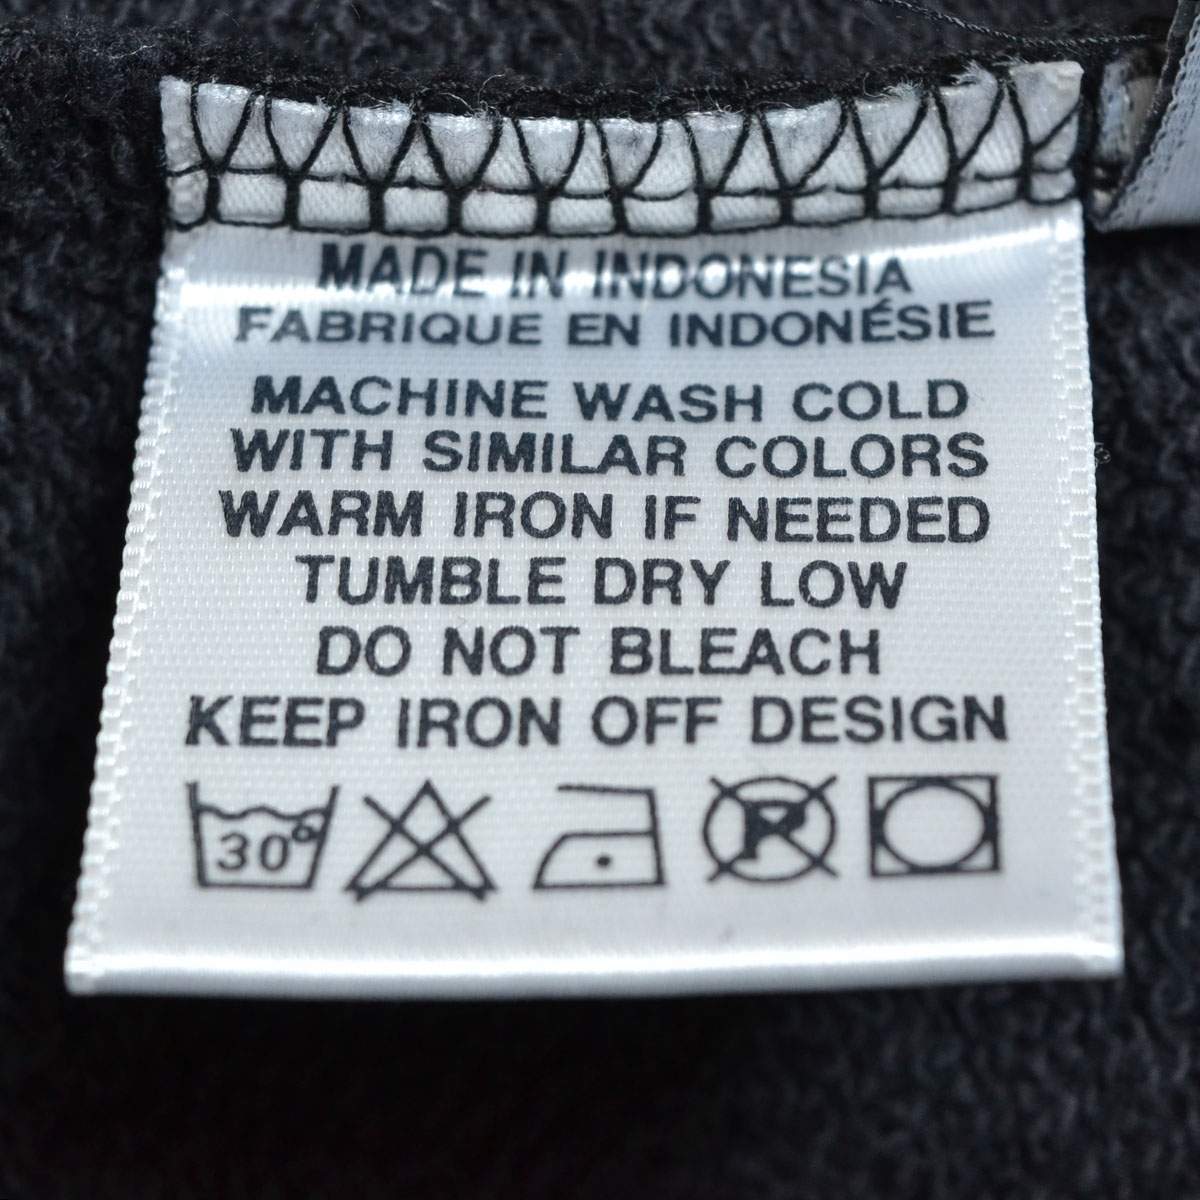 MADE IN INDONESIA
FABRIQUE EN INDONÉSIE
MACHINE WASH COLD
WITH SIMILAR COLORS
WARM IRON IF NEEDED
TUMBLE DRY LOW
DO NOT BLEACH
KEEP IRON OFF DESIGN
30° P